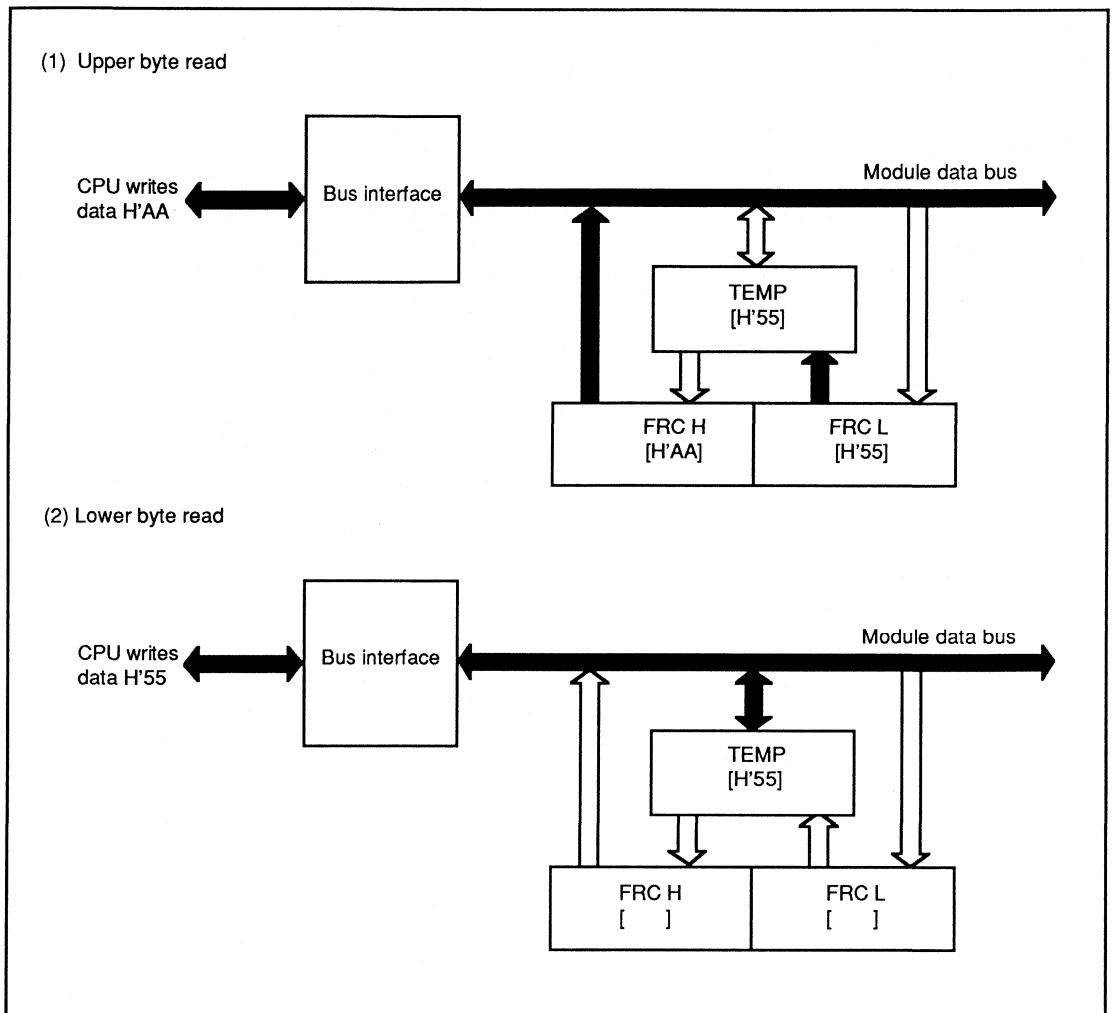 (1) Upper byte read
CPU writes
data H'AA
Bus interface
Module data bus
TEMP
[H'55]
FRC H
[H'AA]
FRC L
[H'55]
(2) Lower byte read
CPU writes
data H'55
Bus interface
Module data bus
TEMP
[H'55]
FRC H
[ ]
FRC L
[ ]